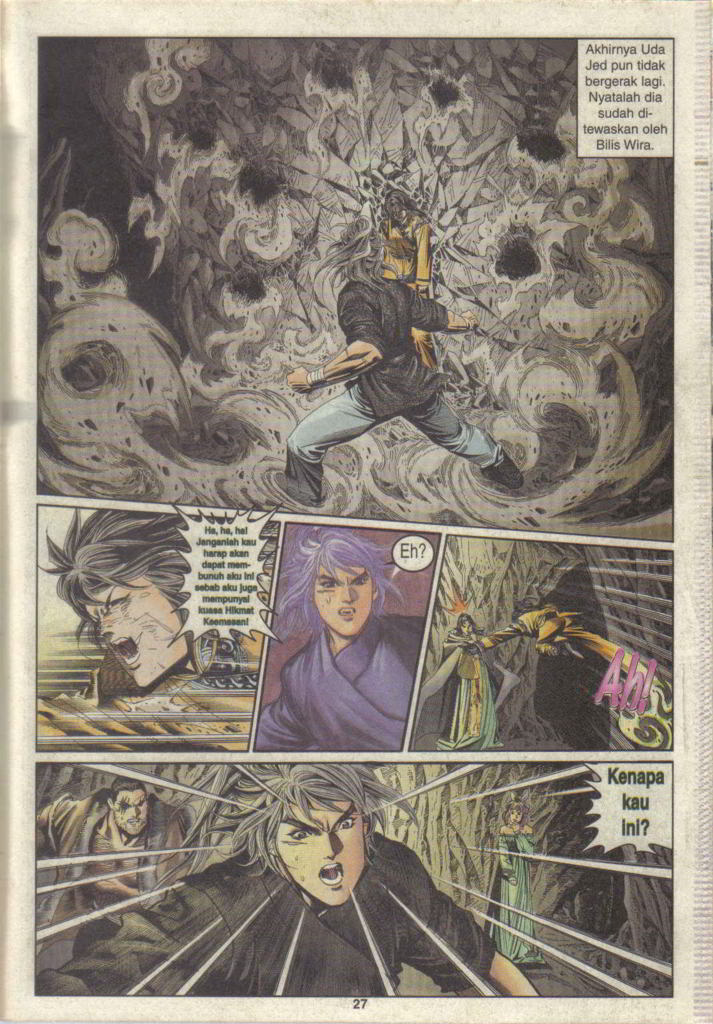 Akhirnya Uda
Jed pun tidak
bergerak lagi.
Nyatalah dia
sudah di-
tewaskan oleh
Bilis Wira.
Ha, ha, ha!
Janganlah kau
harap akan
dapat mem-
bunuh aku ini
sebab aku juga
mempunyai
kuasa Hikmat
Keemasan!
Eh?
Ah!
Kenapa
kau
ini?
27